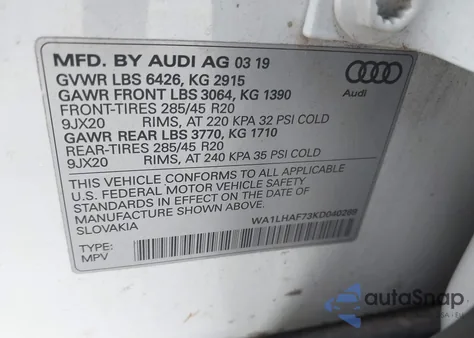 MFD. BY AUDI AG 03 19
GVWR LBS 6426, KG 2915
GAWR FRONT LBS 3064, KG 1390
FRONT-TIRES 285/45 R20
9JX20 RIMS, AT 220 KPA 32 PSI COLD
GAWR REAR LBS 3770, KG 1710
REAR-TIRES 285/45 R20
9JX20 RIMS, AT 240 KPA 35 PSI COLD
THIS VEHICLE CONFORMS TO ALL APPLICABLE
U.S. FEDERAL MOTOR VEHICLE SAFETY
STANDARDS IN EFFECT ON THE DATE OF
MANUFACTURE SHOWN ABOVE.
SLOVAKIA WA1LHAF73KD040299
TYPE:
MPV
autoSnap